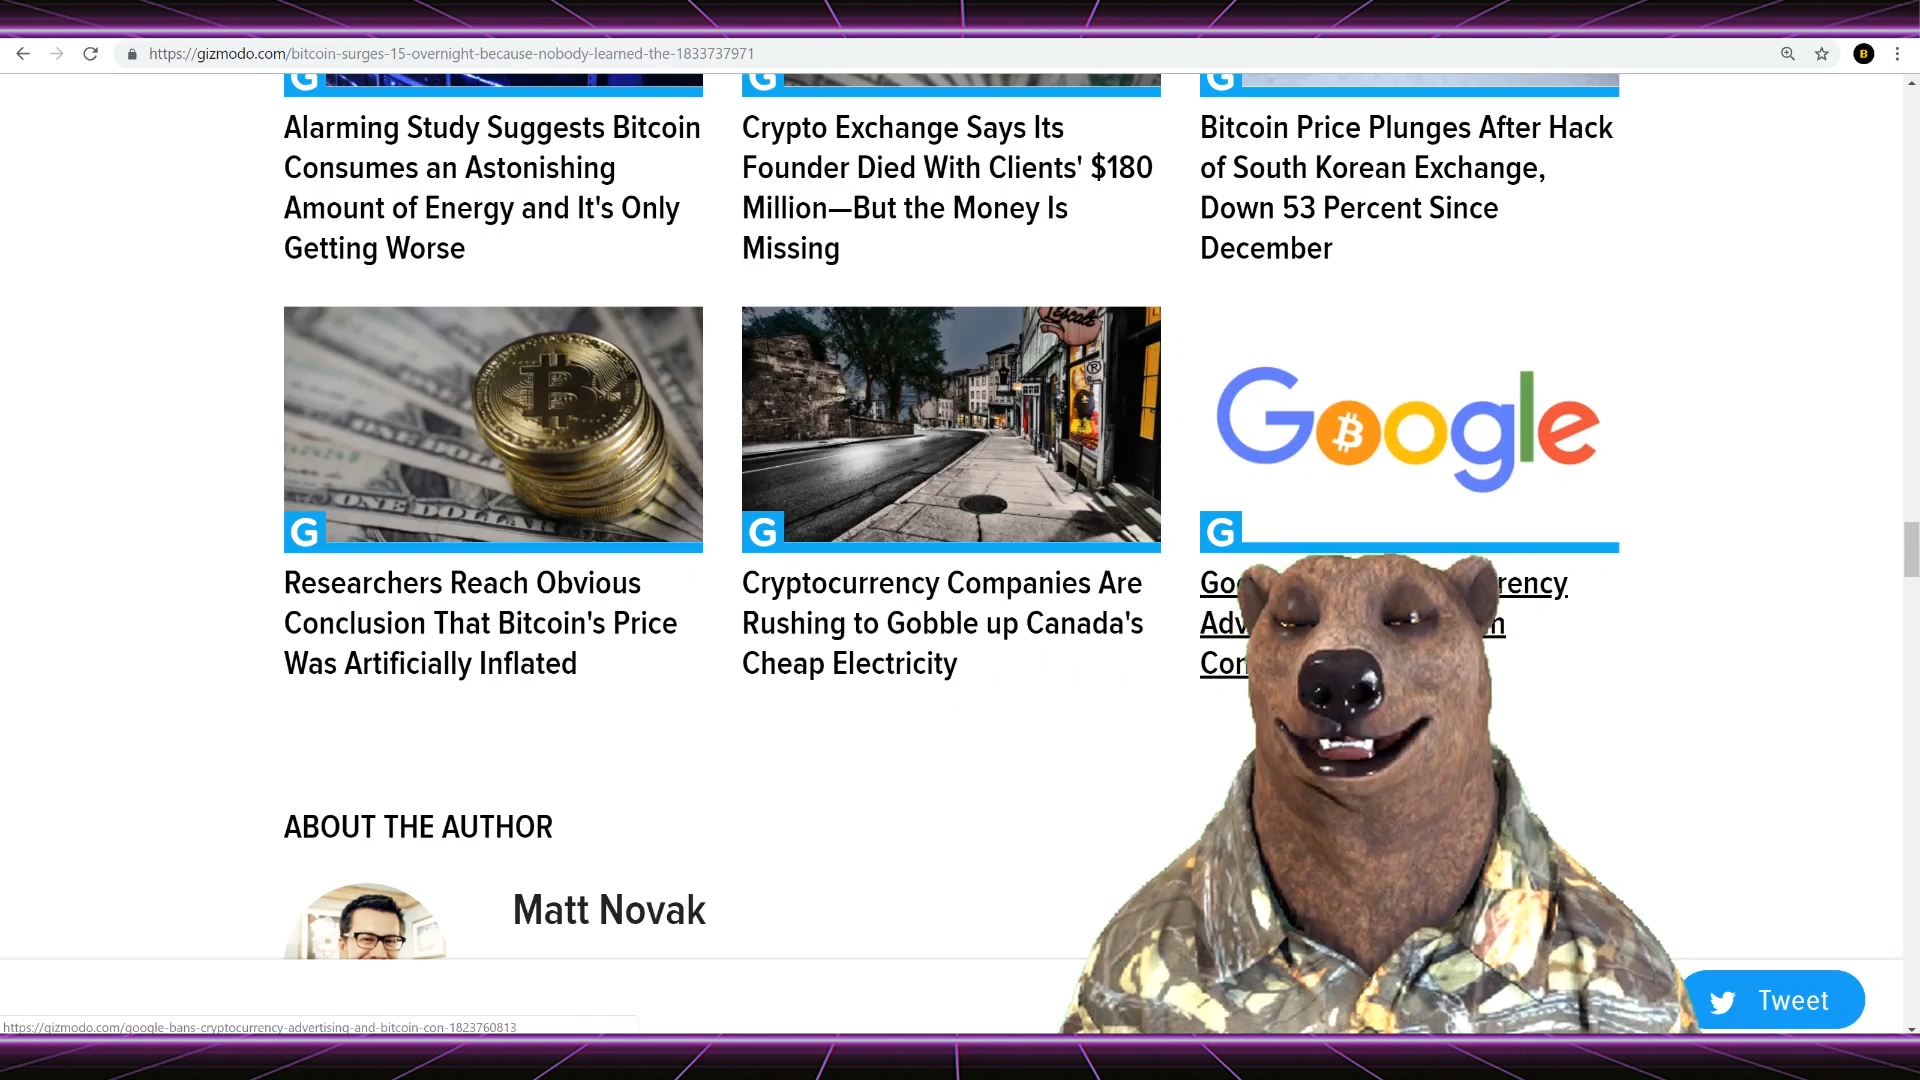 https://gizmodo.com/bitcoin-surges-15-overnight-because-nobody-learned-the-1833737971
B
G
G
G
Alarming Study Suggests Bitcoin
Consumes an Astonishing
Amount of Energy and It's Only
Getting Worse
Crypto Exchange Says Its
Founder Died With Clients' $180
Million—But the Money Is
Missing
Bitcoin Price Plunges After Hack
of South Korean Exchange,
Down 53 Percent Since
December
ONE DOLLAR
Lescale
Google
G
G
G
Researchers Reach Obvious
Conclusion That Bitcoin's Price
Was Artificially Inflated
Cryptocurrency Companies Are
Rushing to Gobble up Canada's
Cheap Electricity
ABOUT THE AUTHOR
Matt Novak
Tweet
https://gizmodo.com/google-bans-cryptocurrency-advertising-and-bitcoin-con-1823760813